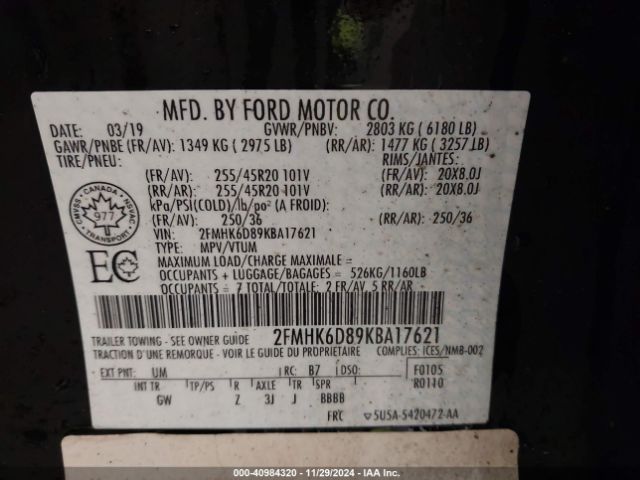 MFD. BY FORD MOTOR CO.
DATE: 03/19 GVWR/PNBV: 2803 KG ( 6180 LB)
GAWR/PNBE (FR/AV): 1349 KG ( 2975 LB) (RR/AR): 1477 KG ( 3257 LB)
TIRE/PNEU: RIMS/JANTES:
(FR/AV): 255/45R20 101V (FR/AV): 20X8.0J
(RR/AR): 255/45R20 101V (RR/AR): 20X8.0J
kPa/PSI(COLD)/lb/po² (A FROID):
(FR/AV): 250/36 (RR/AR): 250/36
VIN: 2FMHK6D89KBA17621
TYPE: MPV/VTUM
MAXIMUM LOAD/CHARGE MAXIMALE =
OCCUPANTS + LUGGAGE/BAGAGES = 526KG/1160LB
OCCUPANTS = 7 TOTAL/TOTALE: 2 FR/AV, 5 RR/AR
CANADA
CMVSS NSVAC
977
TRANSPORT
EC
TRAILER TOWING - SEE OWNER GUIDE 2FMHK6D89KBA17621
TRACTION D'UNE REMORQUE - VOIR LE GUIDE DU PROPRIETAIRE COMPLIES: ICES/NMB-002
EXT PNT: UM RC: B7 DSO: F0105
INT TR TP/PS R AXLE TR SPR R0110
GW Z 3J J BBBB
FRC 5U5A-5420472-AA
000-40984320 | 11/29/2024 | IAA Inc.